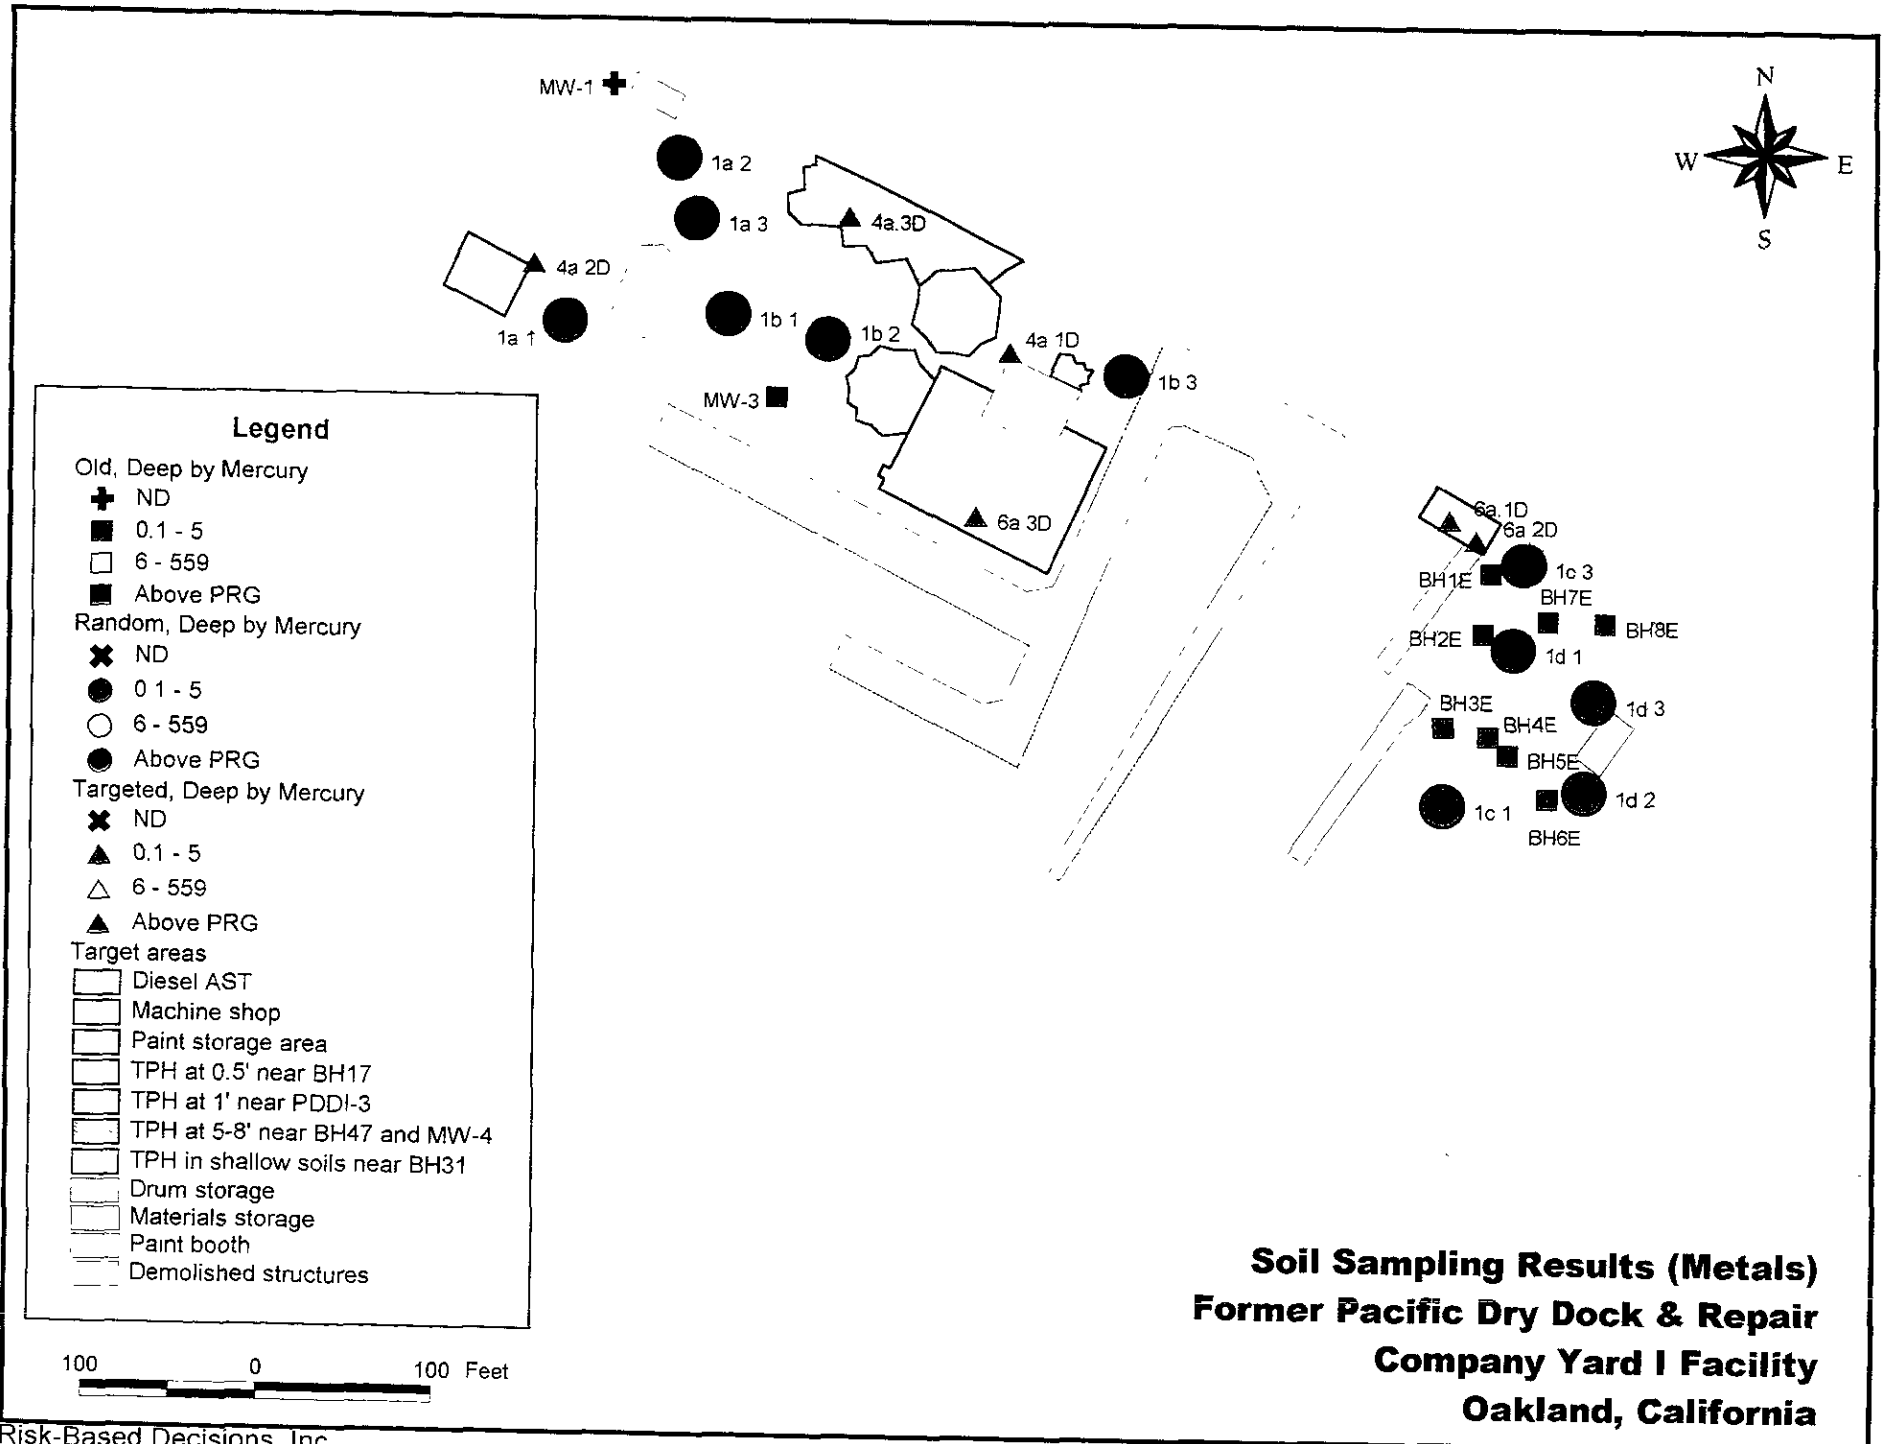 MW-1
1a 2
1a 3
4a.3D
4a 2D
1a 1
1b 1
1b 2
4a 1D
1b 3
MW-3
6a 3D
6a.1D
6a 2D
1c 3
BH1E
BH7E
BH2E
BH8E
1d 1
BH3E
BH4E
1d 3
BH5E
1c 1
1d 2
BH6E
N
W
E
S
Legend
Old, Deep by Mercury
ND
0.1 - 5
6 - 559
Above PRG
Random, Deep by Mercury
ND
0 1 - 5
6 - 559
Above PRG
Targeted, Deep by Mercury
ND
0.1 - 5
6 - 559
Above PRG
Target areas
Diesel AST
Machine shop
Paint storage area
TPH at 0.5' near BH17
TPH at 1' near PDDI-3
TPH at 5-8' near BH47 and MW-4
TPH in shallow soils near BH31
Drum storage
Materials storage
Paint booth
Demolished structures
100 0 100 Feet
Soil Sampling Results (Metals)
Former Pacific Dry Dock & Repair
Company Yard I Facility
Oakland, California
Risk-Based Decisions, Inc